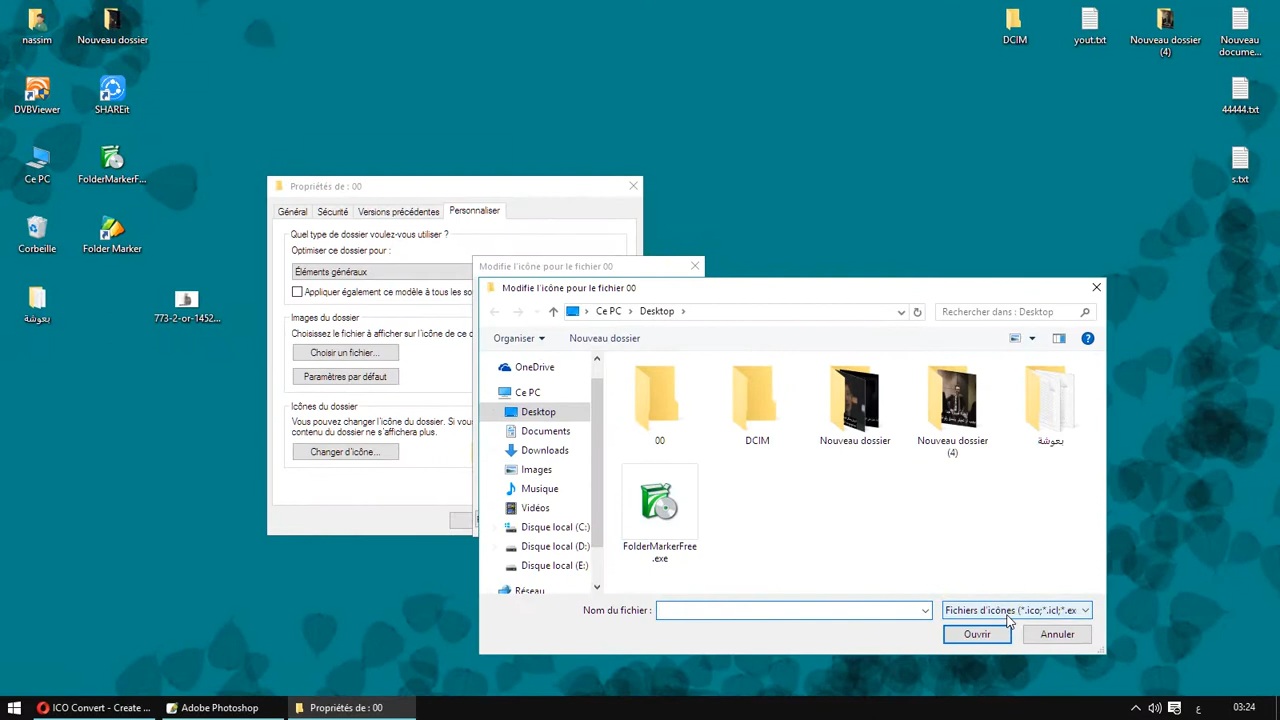 nassim
Nouveau dossier
DCIM
yout.txt
Nouveau dossier
(4)
Nouveau
docume...
DVBViewer
SHAREit
44444.txt
Ce PC
FolderMarkerF...
s.txt
Corbeille
Folder Marker
بعوشة
773-2-or-1452...
Propriétés de : 00
Général
Sécurité
Versions précédentes
Personnaliser
Quel type de dossier voulez-vous utiliser ?
Optimiser ce dossier pour :
Éléments généraux
Appliquer également ce modèle à tous les so
Images du dossier
Choisissez le fichier à afficher sur l'icône de ce c
Choisir un fichier...
Paramètres par défaut
Icônes du dossier
Vous pouvez changer l'icône du dossier. Si vou
contenu du dossier ne s'affichera plus.
Changer d'icône...
Modifie l'icône pour le fichier 00
Modifie l'icône pour le fichier 00
Ce PC
Desktop
Rechercher dans : Desktop
Organiser
Nouveau dossier
OneDrive
Ce PC
Desktop
Documents
Downloads
Images
Musique
Vidéos
Disque local (C:)
Disque local (D:)
Disque local (E:)
Réseau
00
DCIM
Nouveau dossier
Nouveau dossier
(4)
بعوشة
FolderMarkerFree
.exe
Nom du fichier :
Fichiers d'icônes (*.ico;*.icl;*.ex
Ouvrir
Annuler
ICO Convert - Create ...
Adobe Photoshop
Propriétés de : 00
ع
03:24